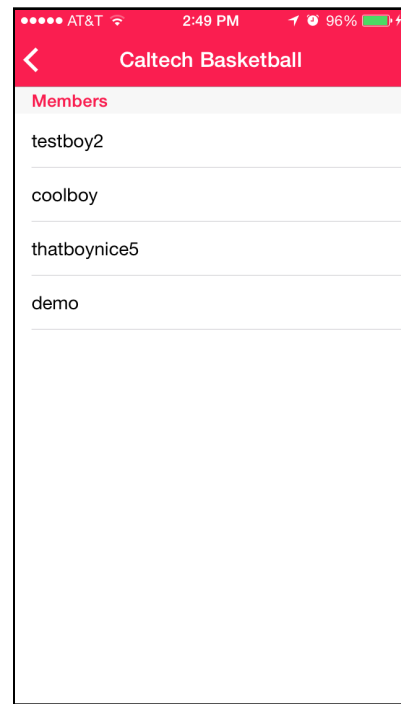 AT&T 2:49 PM 96%
Caltech Basketball
Members
testboy2
coolboy
thatboynice5
demo